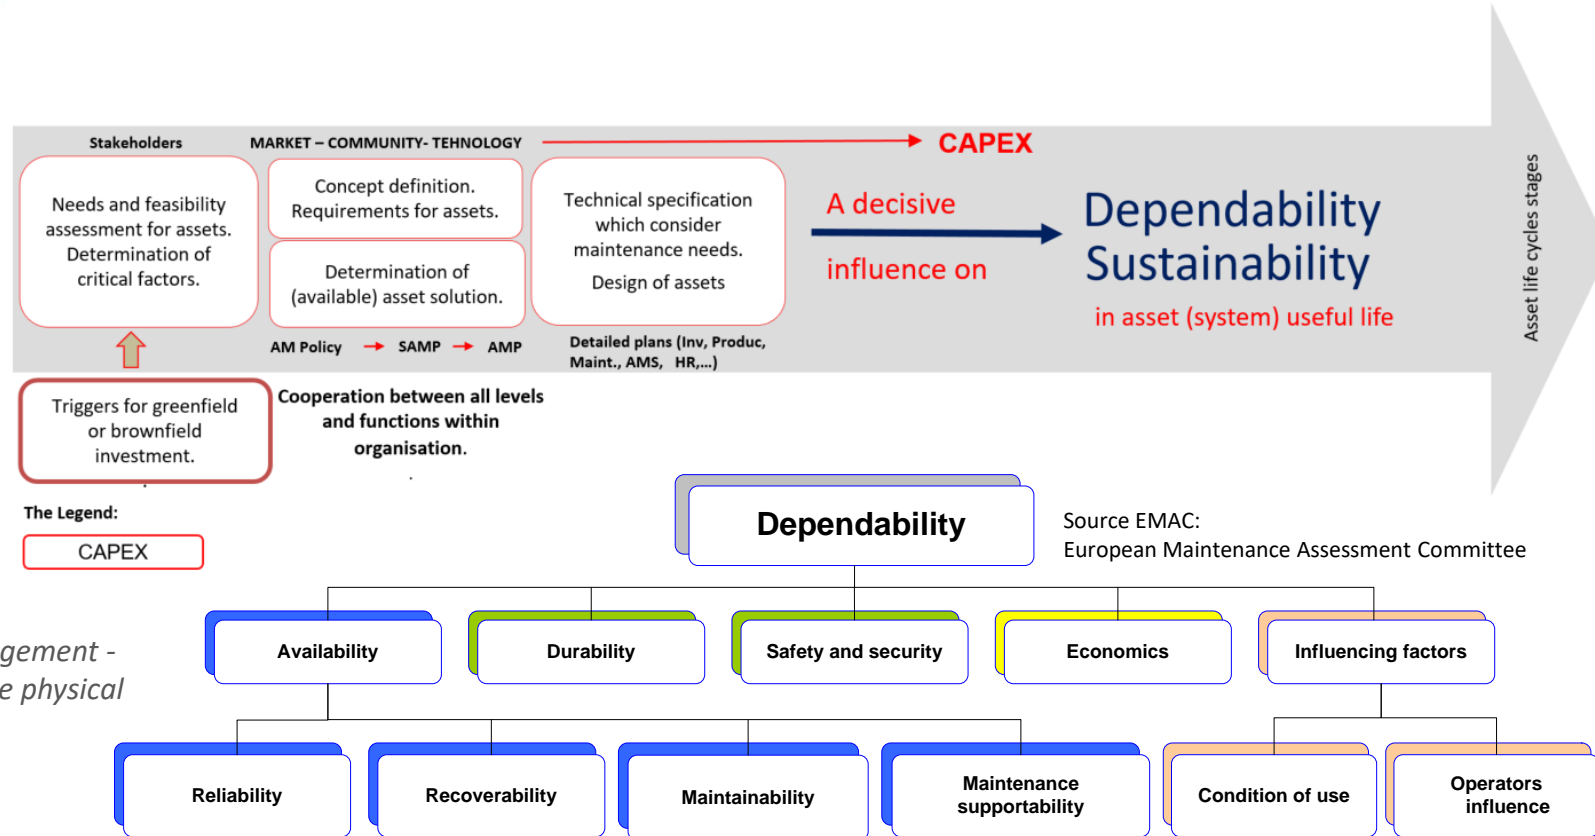 Stakeholders
MARKET – COMMUNITY- TEHNOLOGY
CAPEX
Needs and feasibility
assessment for assets.
Determination of
critical factors.
Concept definition.
Requirements for assets.
Determination of
(available) asset solution.
Technical specification
which consider
maintenance needs.
Design of assets
A decisive
influence on
Dependability
Sustainability
in asset (system) useful life
Asset life cycles stages
AM Policy
SAMP
AMP
Detailed plans (Inv, Produc,
Maint., AMS, HR,...)
Triggers for greenfield
or brownfield
investment.
.
Cooperation between all levels
and functions within
organisation.
.
The Legend:
CAPEX
Dependability
Source EMAC:
European Maintenance Assessment Committee
gement -
e physical
Availability
Durability
Safety and security
Economics
Influencing factors
Reliability
Recoverability
Maintainability
Maintenance
supportability
Condition of use
Operators
influence